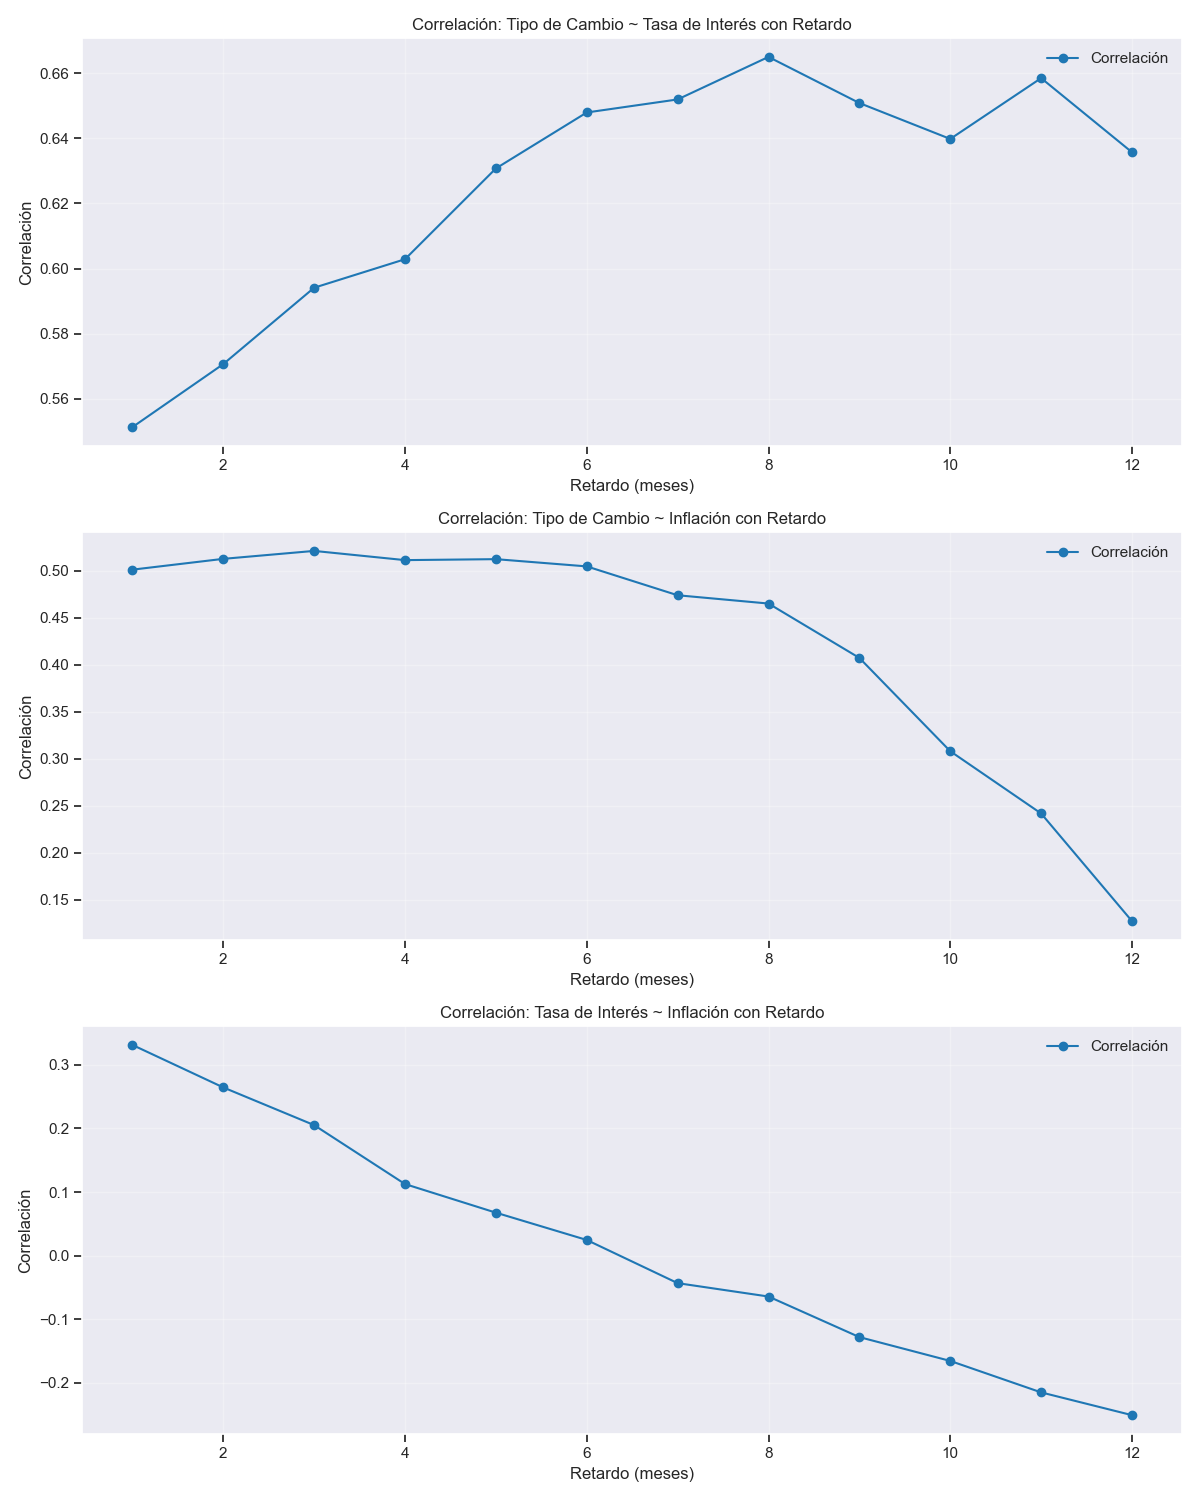 Correlación: Tipo de Cambio ~ Tasa de Interés con Retardo
Correlación
0.66
0.64
0.62
0.60
0.58
0.56
Correlación
2 4 6 8 10 12
Retardo (meses)
Correlación: Tipo de Cambio ~ Inflación con Retardo
Correlación
0.50
0.45
0.40
0.35
0.30
0.25
0.20
0.15
Correlación
2 4 6 8 10 12
Retardo (meses)
Correlación: Tasa de Interés ~ Inflación con Retardo
Correlación
0.3
0.2
0.1
0.0
−0.1
−0.2
Correlación
2 4 6 8 10 12
Retardo (meses)